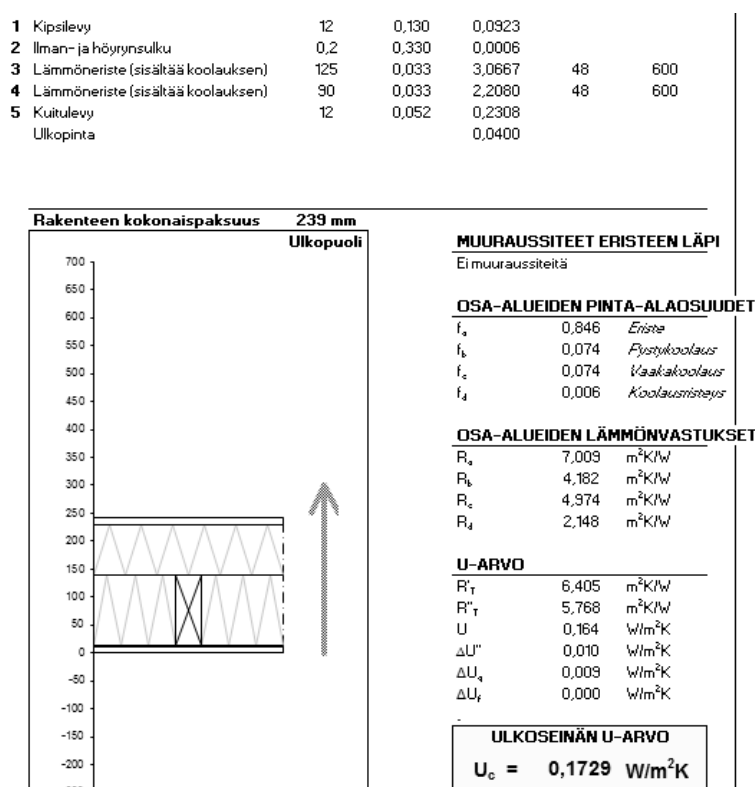 1 Kipsilevy 12 0,130 0,0923
2 Ilman- ja höyrynsulku 0,2 0,330 0,0006
3 Lämmöneriste (sisältää koolauksen) 125 0,033 3,0667 48 600
4 Lämmöneriste (sisältää koolauksen) 90 0,033 2,2080 48 600
5 Kuitulevy 12 0,052 0,2308
Ulkopinta 0,0400
Rakenteen kokonaispaksuus 239 mm
Ulkopuoli
700
650
600
550
500
450
400
350
300
250
200
150
100
50
0
-50
-100
-150
-200
MUURAUSSITEET ERISTEEN LÄPI
Ei muuraussiteitä
OSA-ALUEIDEN PINTA-ALAOSUUDET
fa 0,846 Eriste
fb 0,074 Pystykoolaus
fc 0,074 Vaakakoolaus
fd 0,006 Koolausristeys
OSA-ALUEIDEN LÄMMÖNVASTUKSET
Ra 7,009 m²K/W
Rb 4,182 m²K/W
Rc 4,974 m²K/W
Rd 2,148 m²K/W
U-ARVO
R'T 6,405 m²K/W
R"T 5,768 m²K/W
U 0,164 W/m²K
ΔU" 0,010 W/m²K
ΔUg 0,009 W/m²K
ΔUf 0,000 W/m²K
ULKOSEINÄN U-ARVO
Uc = 0,1729 W/m²K